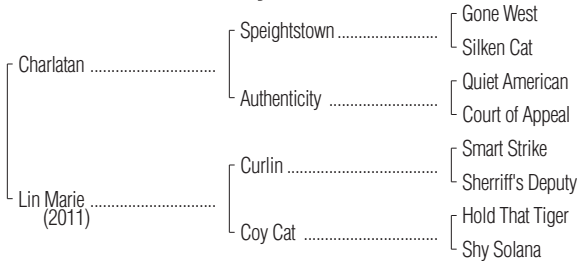 Gone West
Speightstown
Silken Cat
Charlatan
Quiet American
Authenticity
Court of Appeal
Smart Strike
Curlin
Sherriff's Deputy
Lin Marie
(2011)
Hold That Tiger
Coy Cat
Shy Solana